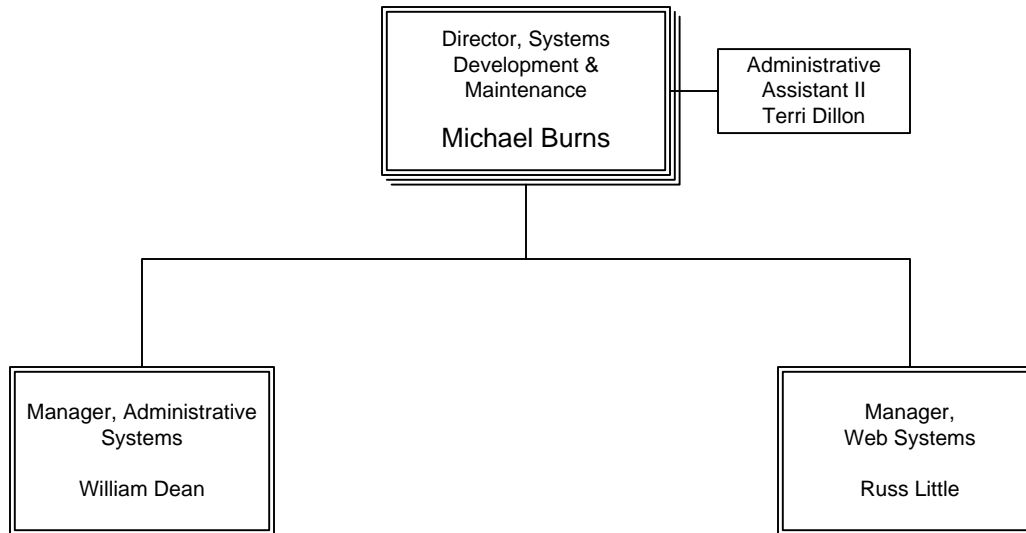 Director, Systems
Development &
Maintenance
Michael Burns
Administrative
Assistant II
Terri Dillon
Manager, Administrative
Systems
William Dean
Manager,
Web Systems
Russ Little